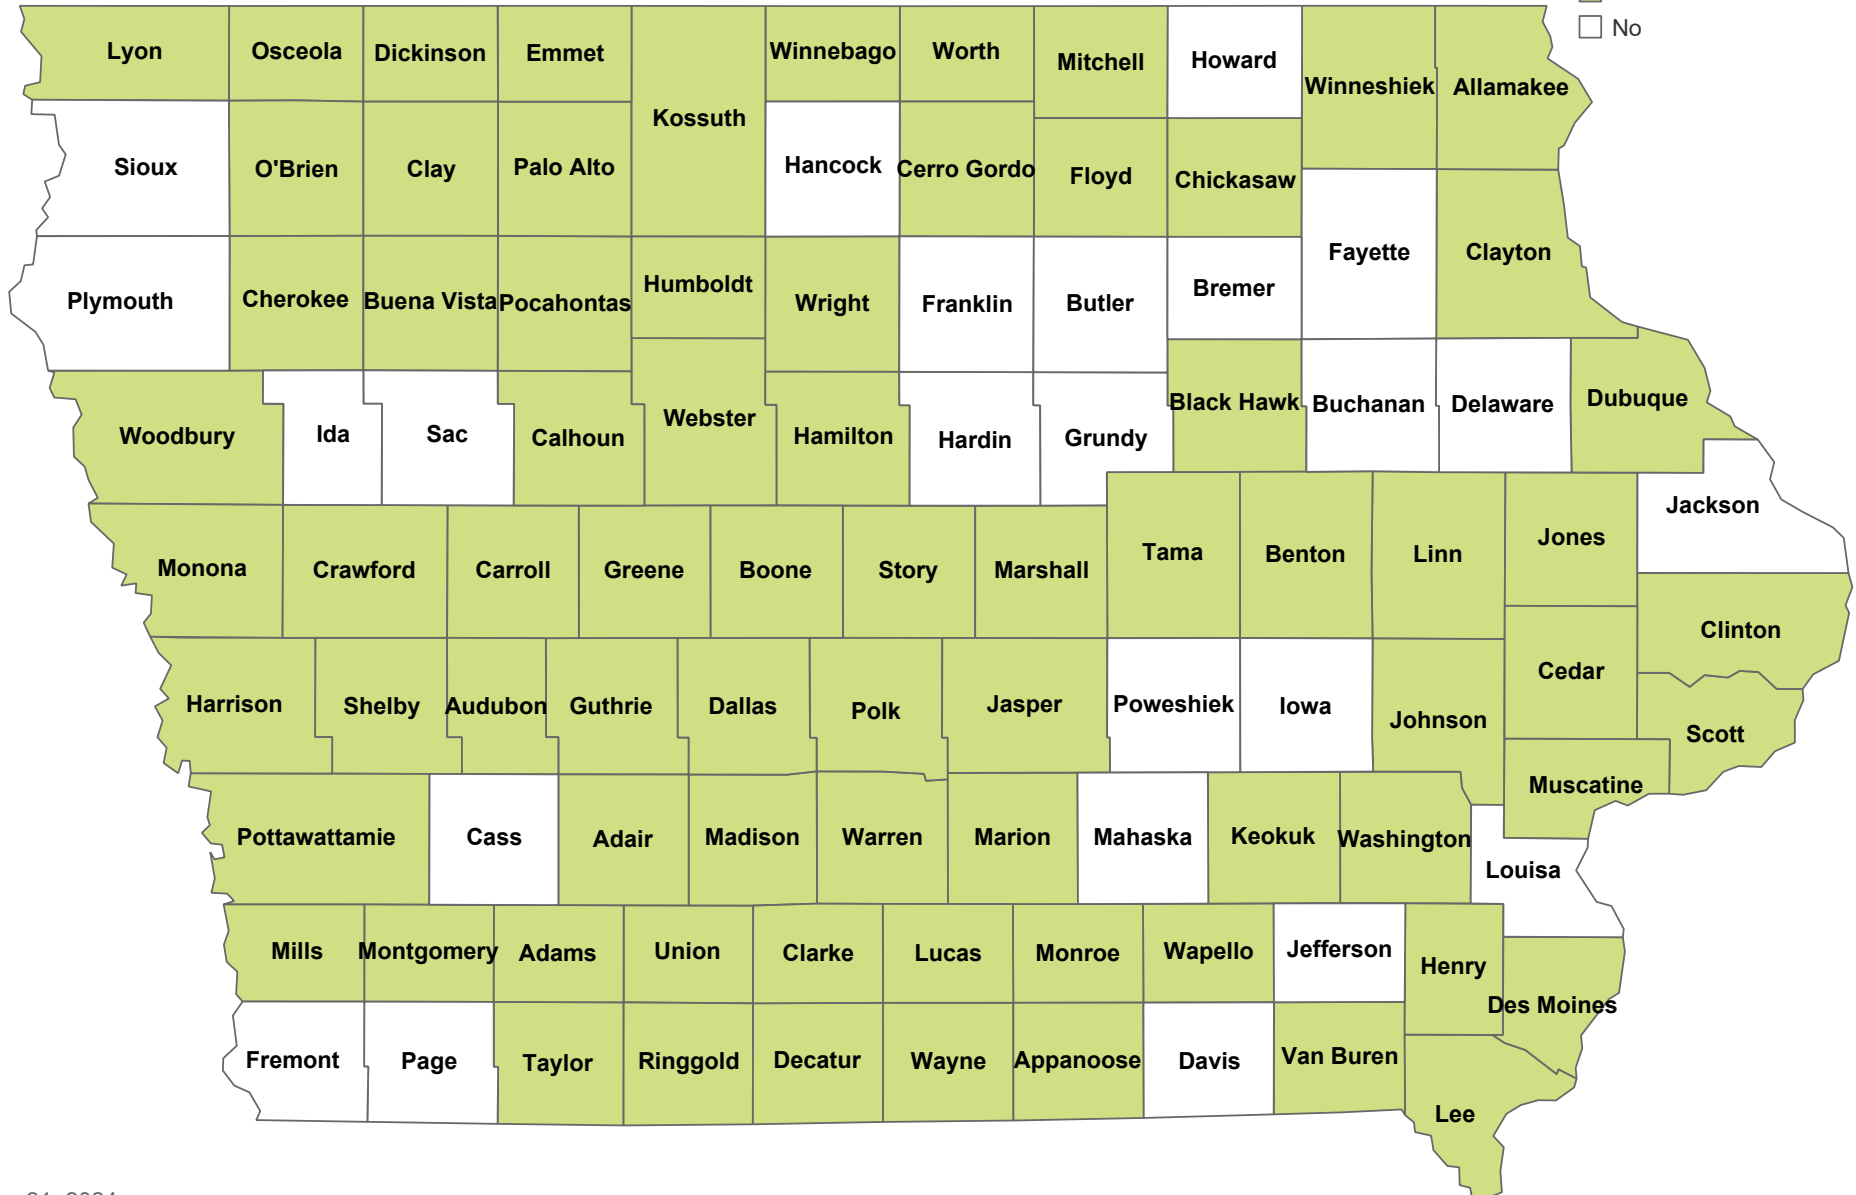 No
Lyon
Osceola
Dickinson
Emmet
Kossuth
Winnebago
Worth
Mitchell
Howard
Winneshiek
Allamakee
Sioux
O'Brien
Clay
Palo Alto
Hancock
Cerro Gordo
Floyd
Chickasaw
Fayette
Clayton
Plymouth
Cherokee
Buena Vista
Pocahontas
Humboldt
Wright
Franklin
Butler
Bremer
Woodbury
Ida
Sac
Calhoun
Webster
Hamilton
Hardin
Grundy
Black Hawk
Buchanan
Delaware
Dubuque
Jackson
Monona
Crawford
Carroll
Greene
Boone
Story
Marshall
Tama
Benton
Linn
Jones
Clinton
Harrison
Shelby
Audubon
Guthrie
Dallas
Polk
Jasper
Poweshiek
Iowa
Johnson
Cedar
Scott
Muscatine
Pottawattamie
Cass
Adair
Madison
Warren
Marion
Mahaska
Keokuk
Washington
Louisa
Mills
Montgomery
Adams
Union
Clarke
Lucas
Monroe
Wapello
Jefferson
Henry
Des Moines
Fremont
Page
Taylor
Ringgold
Decatur
Wayne
Appanoose
Davis
Van Buren
Lee